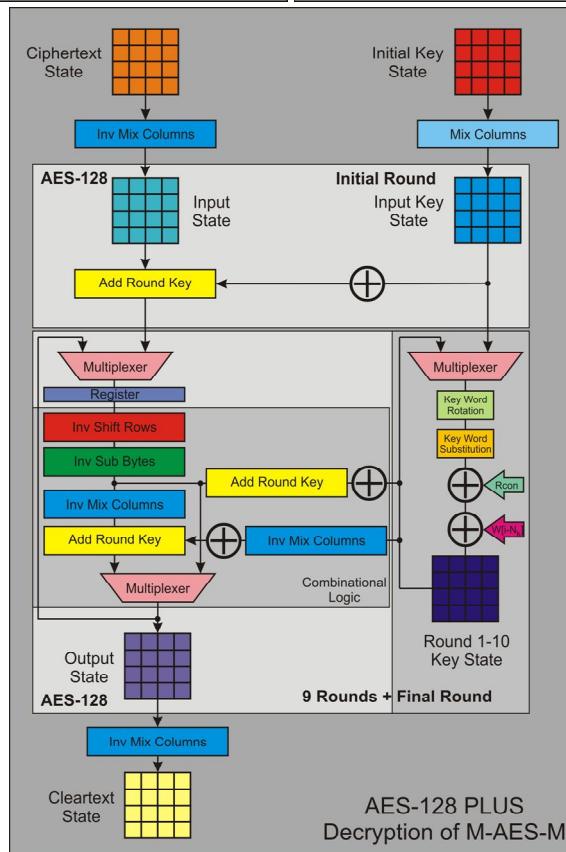 Ciphertext
State
Initial Key
State
Inv Mix Columns
Mix Columns
AES-128
Initial Round
Input
State
Input Key
State
Add Round Key
Multiplexer
Multiplexer
Register
Key Word
Rotation
Inv Shift Rows
Key Word
Substitution
Inv Sub Bytes
Add Round Key
Rcon
Inv Mix Columns
W[i-Nk]
Add Round Key
Inv Mix Columns
Multiplexer
Combinational
Logic
Round 1-10
Key State
Output
State
AES-128
9 Rounds + Final Round
Inv Mix Columns
Cleartext
State
AES-128 PLUS
Decryption of M-AES-M